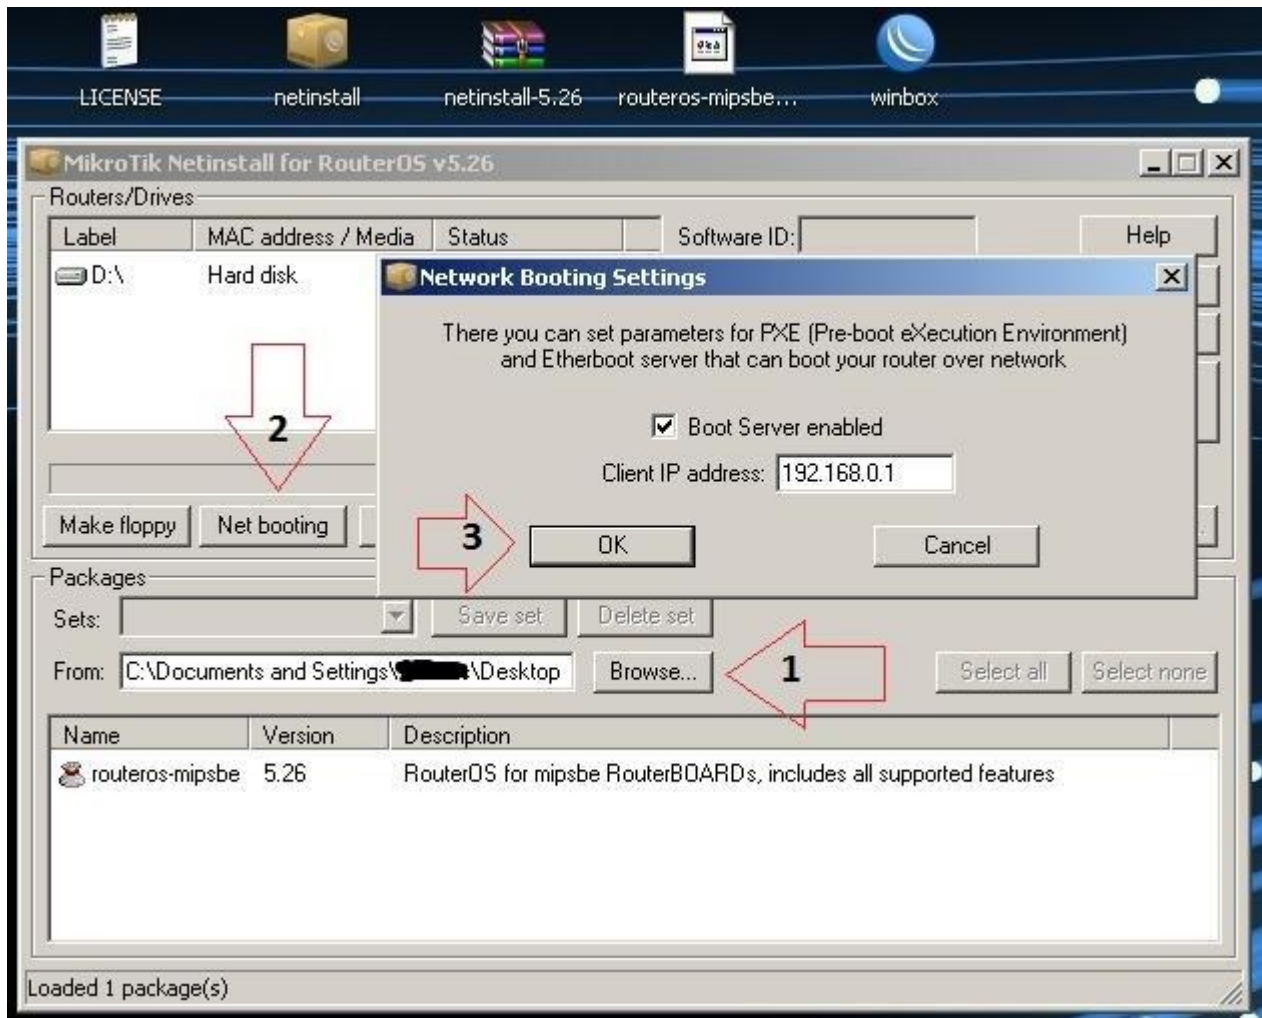 LICENSE
netinstall
netinstall-5.26
routeros-mipsbe...
winbox
MikroTik Netinstall for RouterOS v5.26
Routers/Drives
Label MAC address / Media Status Software ID: Help
D:\ Hard disk
Network Booting Settings
There you can set parameters for PXE (Pre-boot eXecution Environment)
and Etherboot server that can boot your router over network
2
Boot Server enabled
Client IP address: 192.168.0.1
Make floppy Net booting
3 OK Cancel
Packages
Sets: Save set Delete set
From: C:\Documents and Settings\ \Desktop Browse... 1 Select all Select none
Name Version Description
routeros-mipsbe 5.26 RouterOS for mipsbe RouterBOARDs, includes all supported features
Loaded 1 package(s)